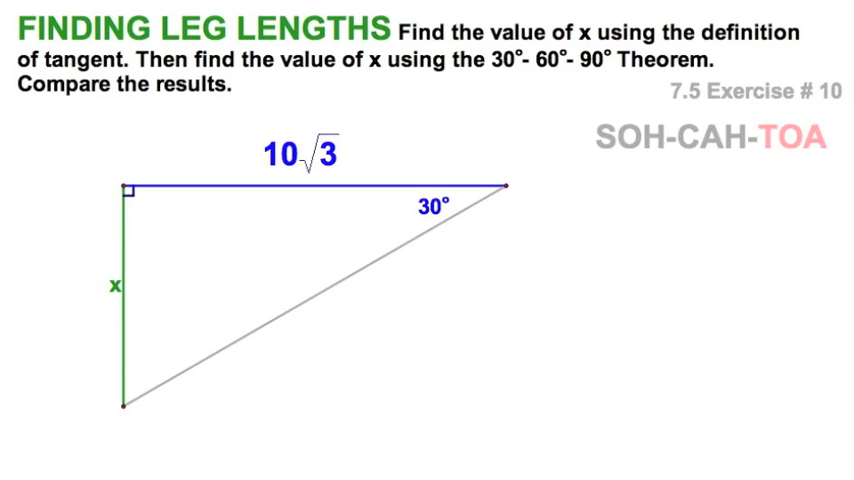 FINDING LEG LENGTHS Find the value of x using the definition
of tangent. Then find the value of x using the 30°- 60°- 90° Theorem.
Compare the results.
7.5 Exercise # 10
SOH-CAH-TOA
10√3
30°
x